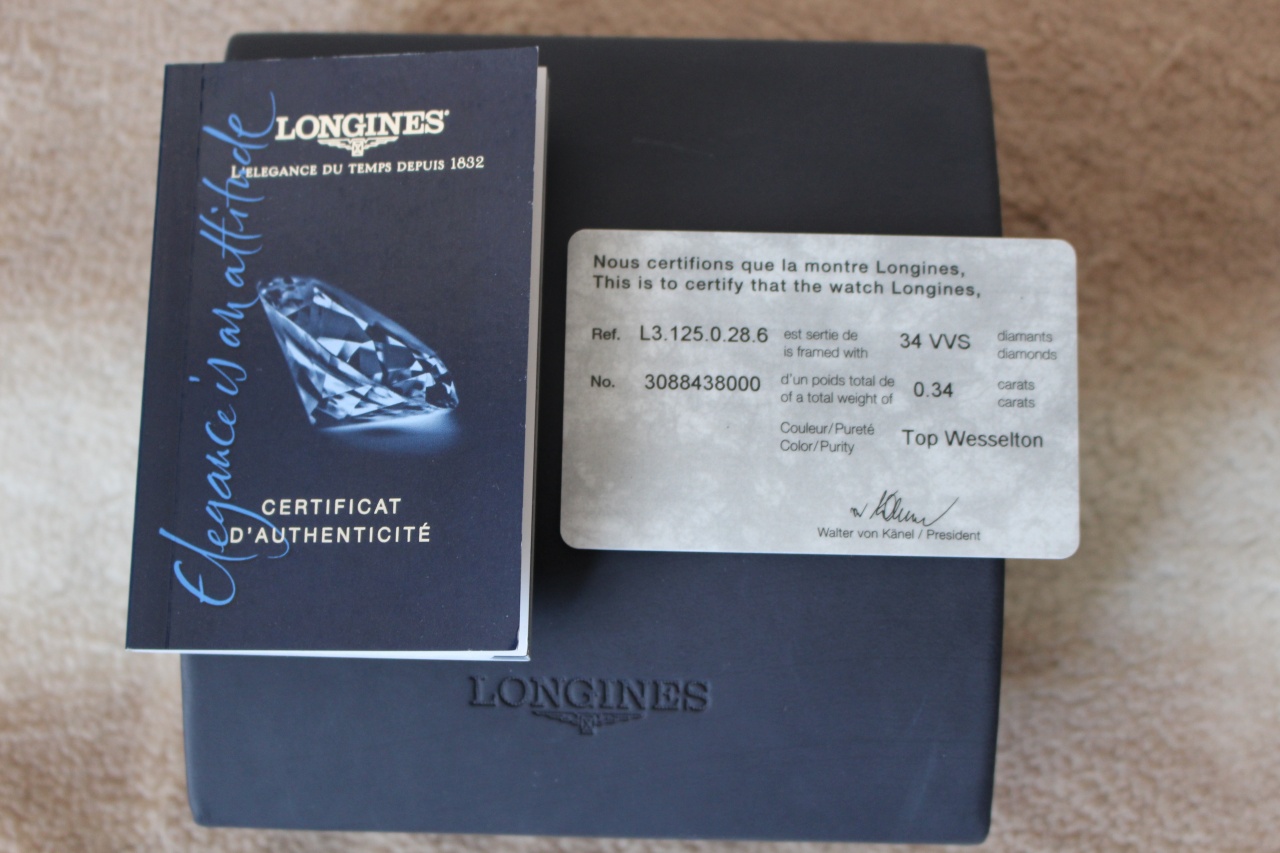 LONGINES
L'ELEGANCE DU TEMPS DEPUIS 1832
Elegance is an attitude
CERTIFICAT
D'AUTHENTICITÉ
Nous certifions que la montre Longines,
This is to certify that the watch Longines,
Ref. L3.125.0.28.6 est sertie de 34 VVS diamants
is framed with diamonds
No. 3088438000 d'un poids total de 0.34 carats
of a total weight of carats
Couleur/Pureté Top Wesselton
Color/Purity
Walter von Känel / President
LONGINES